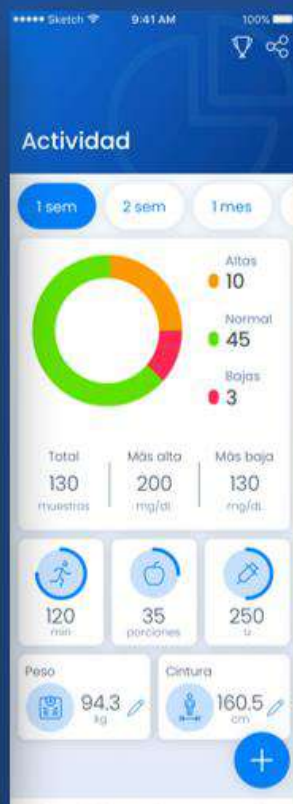 Sketch 9:41 AM 100%
Actividad
1 sem 2 sem 1 mes
Altas
10
Normal
45
Bajas
3
Total Más alta Más baja
130 200 130
muestras mg/dl. mg/dL
120 35 250
min porciones u
Peso Cintura
94.3 160.5
kg cm